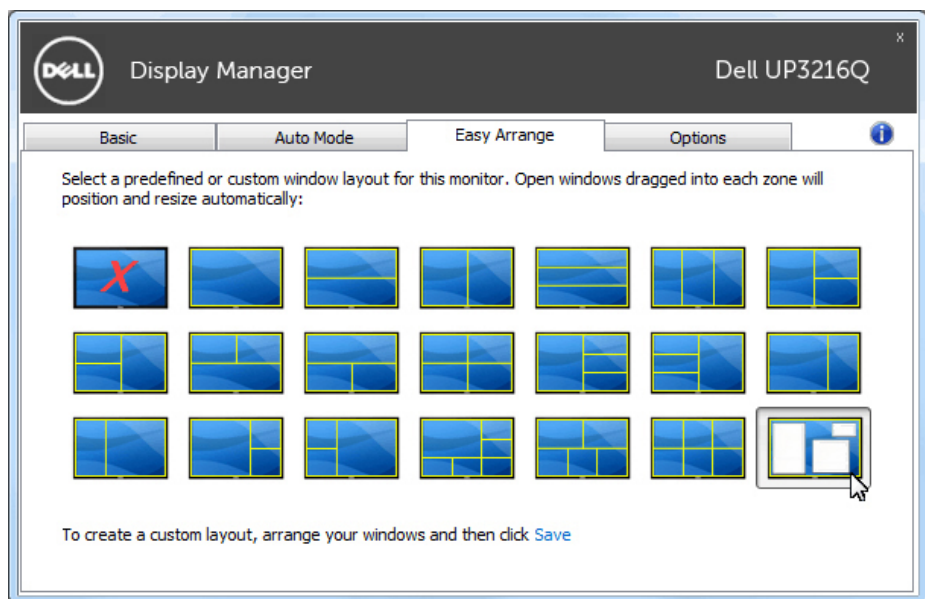 DELL Display Manager Dell UP3216Q x
Basic Auto Mode Easy Arrange Options i
Select a predefined or custom window layout for this monitor. Open windows dragged into each zone will
position and resize automatically:
X
To create a custom layout, arrange your windows and then click Save